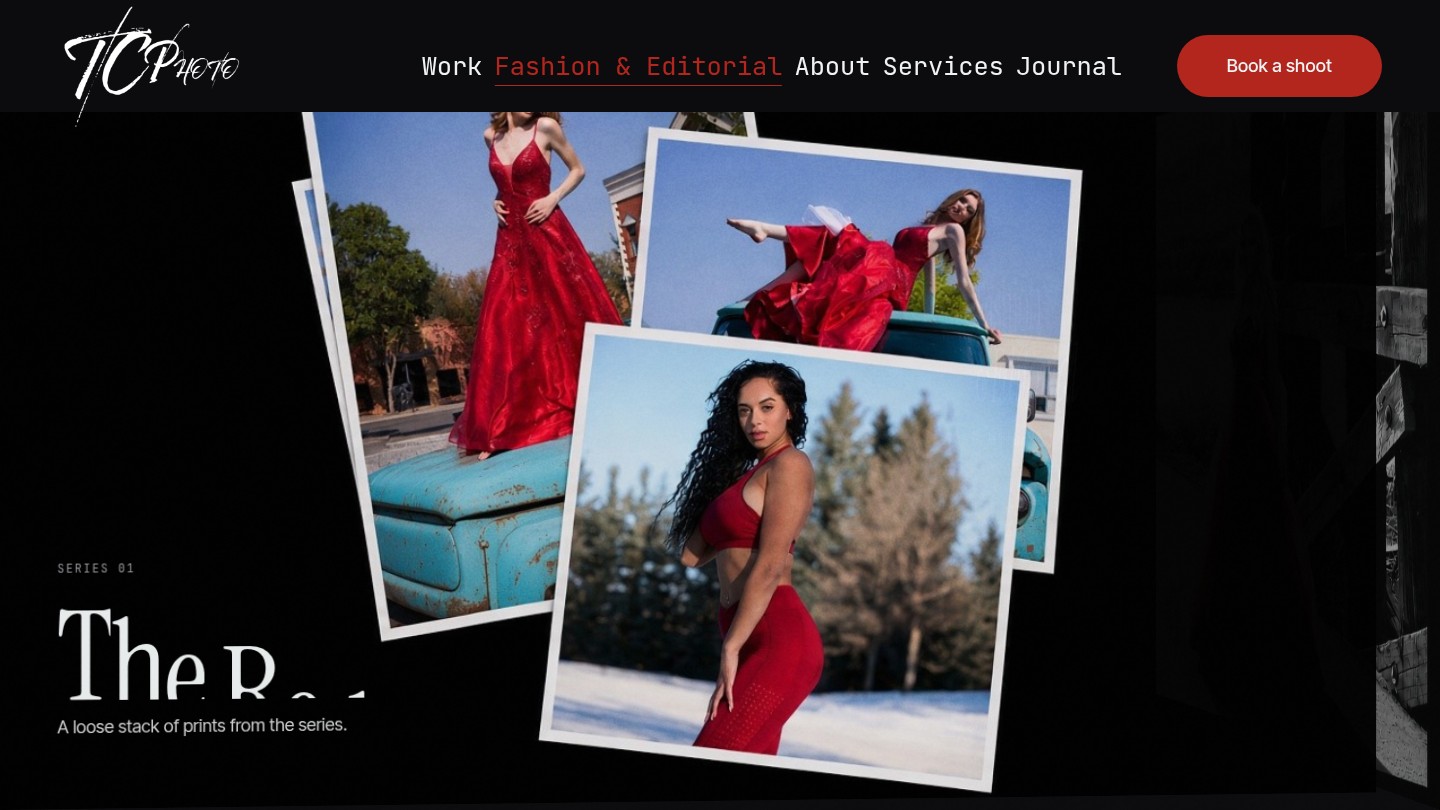 TCPHOTO
Work Fashion & Editorial About Services Journal
Book a shoot
SERIES 01
The R
A loose stack of prints from the series.